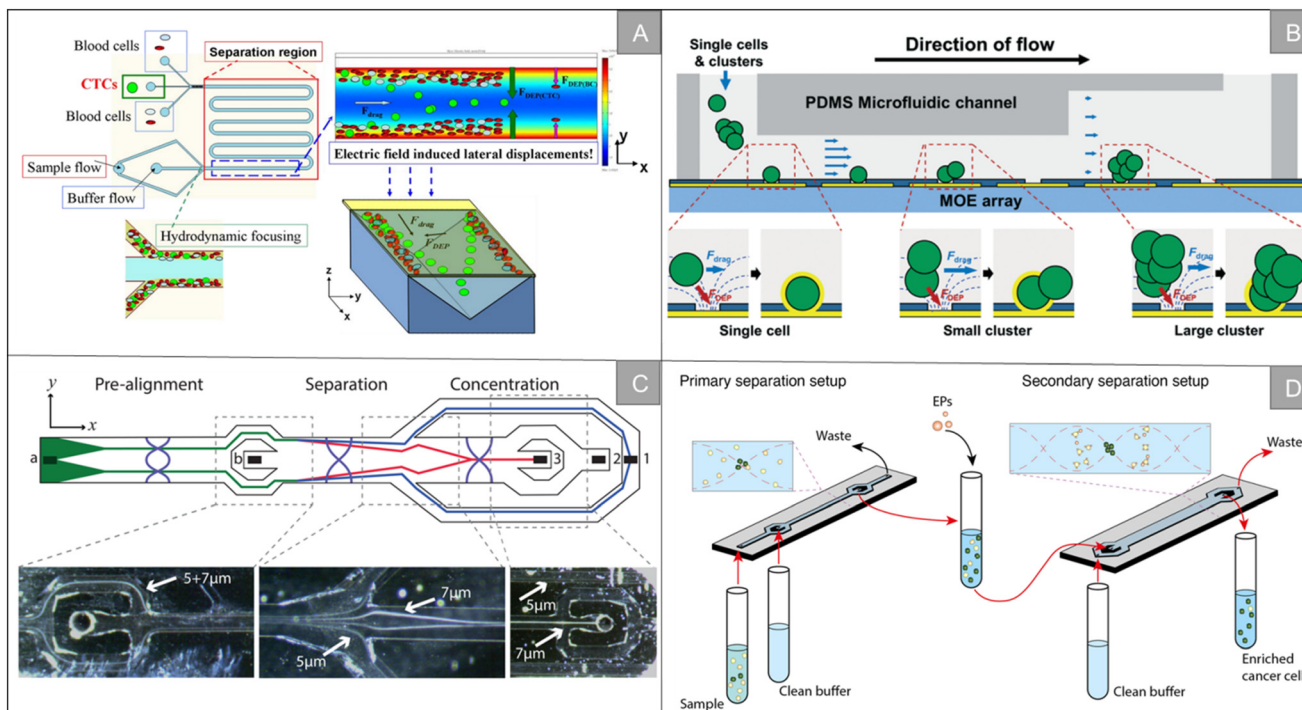 A
Blood cells
CTCs
Blood cells
Sample flow
Buffer flow
Hydrodynamic focusing
Separation region
F_DEP(CTC)
F_DEP(BC)
F_drag
y
x
Electric field induced lateral displacements!
F_drag
F_DEP
z
y
x
B
Single cells
& clusters
Direction of flow
PDMS Microfluidic channel
MOE array
F_drag
F_DEP
Single cell
F_drag
F_DEP
Small cluster
F_drag
F_DEP
Large cluster
C
y
x
Pre-alignment
Separation
Concentration
a
b
3
2
1
5+7μm
7μm
5μm
5μm
7μm
D
Primary separation setup
Secondary separation setup
EPs
Waste
Waste
Sample
Clean buffer
Clean buffer
Enriched
cancer cell